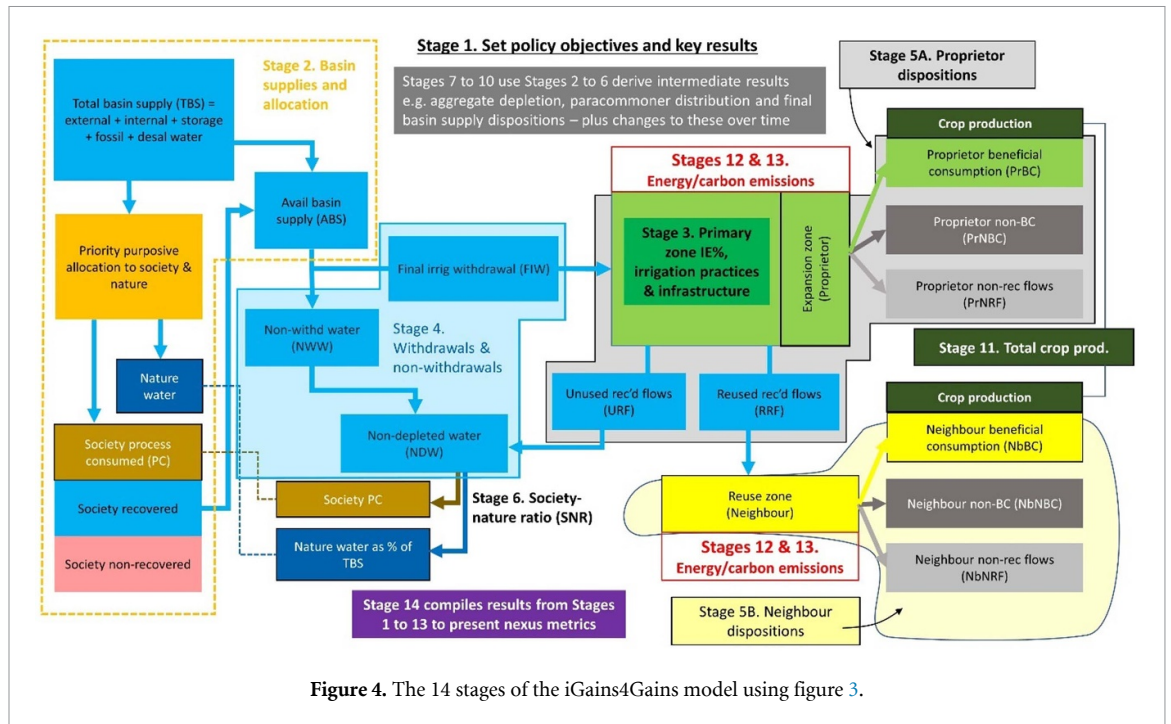 Stage 1. Set policy objectives and key results
Stages 7 to 10 use Stages 2 to 6 derive intermediate results
e.g. aggregate depletion, paracommoner distribution and final
basin supply dispositions – plus changes to these over time
Stage 2. Basin
supplies and
allocation
Total basin supply (TBS) =
external + internal + storage
+ fossil + desal water
Avail basin
supply (ABS)
Priority purposive
allocation to society &
nature
Nature
water
Society process
consumed (PC)
Society recovered
Society non-recovered
Final irrig withdrawal (FIW)
Non-withd water
(NWW)
Stage 4.
Withdrawals &
non-withdrawals
Non-depleted water
(NDW)
Society PC
Stage 6. Society-
nature ratio (SNR)
Nature water as % of
TBS
Stage 14 compiles results from Stages
1 to 13 to present nexus metrics
Stages 12 & 13.
Energy/carbon emissions
Stage 3. Primary
zone IE%,
irrigation practices
& infrastructure
Expansion zone
(Proprietor)
Unused rec'd flows
(URF)
Reused rec'd flows
(RRF)
Stage 5A. Proprietor
dispositions
Crop production
Proprietor beneficial
consumption (PrBC)
Proprietor non-BC
(PrNBC)
Proprietor non-rec flows
(PrNRF)
Stage 11. Total crop prod.
Crop production
Neighbour beneficial
consumption (NbBC)
Neighbour non-BC (NbNBC)
Neighbour non-rec flows
(NbNRF)
Reuse zone
(Neighbour)
Stages 12 & 13.
Energy/carbon emissions
Stage 5B. Neighbour
dispositions
Figure 4. The 14 stages of the iGains4Gains model using figure 3.